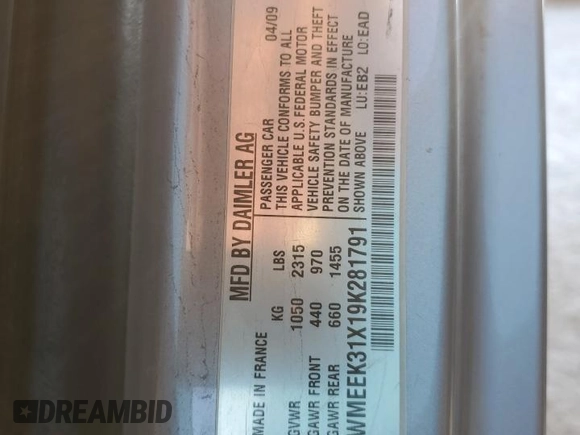 MFD BY DAIMLER AG
MADE IN FRANCE
PASSENGER CAR 04/09
KG LBS
THIS VEHICLE CONFORMS TO ALL
GVWR 1050 2315
APPLICABLE U.S.FEDERAL MOTOR
GAWR FRONT 440 970
VEHICLE SAFETY BUMPER AND THEFT
GAWR REAR 660 1455
PREVENTION STANDARDS IN EFFECT
ON THE DATE OF MANUFACTURE
WMEEK31X19K281791
SHOWN ABOVE LU:EB2 LO:EAD
DREAMBID